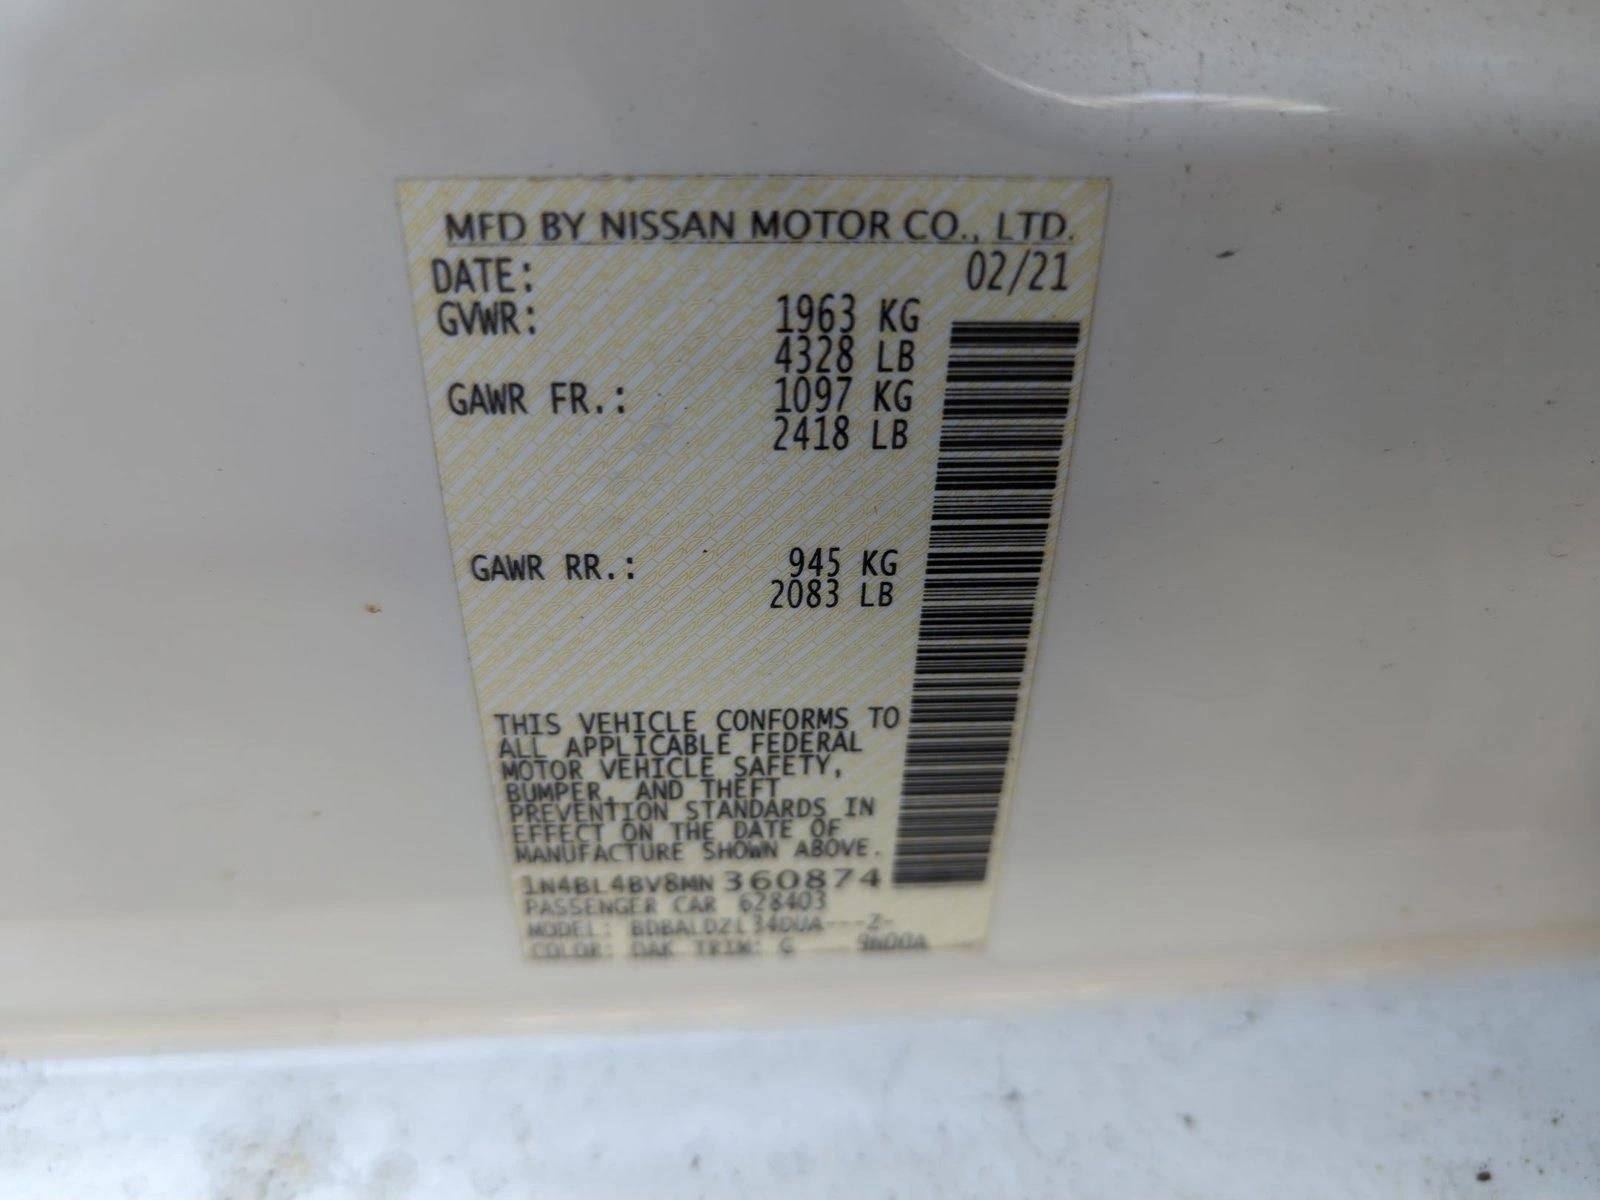 MFD BY NISSAN MOTOR CO., LTD.
DATE: 02/21
GVWR: 1963 KG
4328 LB
GAWR FR.: 1097 KG
2418 LB
GAWR RR.: 945 KG
2083 LB
THIS VEHICLE CONFORMS TO
ALL APPLICABLE FEDERAL
MOTOR VEHICLE SAFETY,
BUMPER, AND THEFT
PREVENTION STANDARDS IN
EFFECT ON THE DATE OF
MANUFACTURE SHOWN ABOVE.
1N4BL4BV8MN360874
PASSENGER CAR 628403
MODEL:
COLOR: QAK TRIM: G